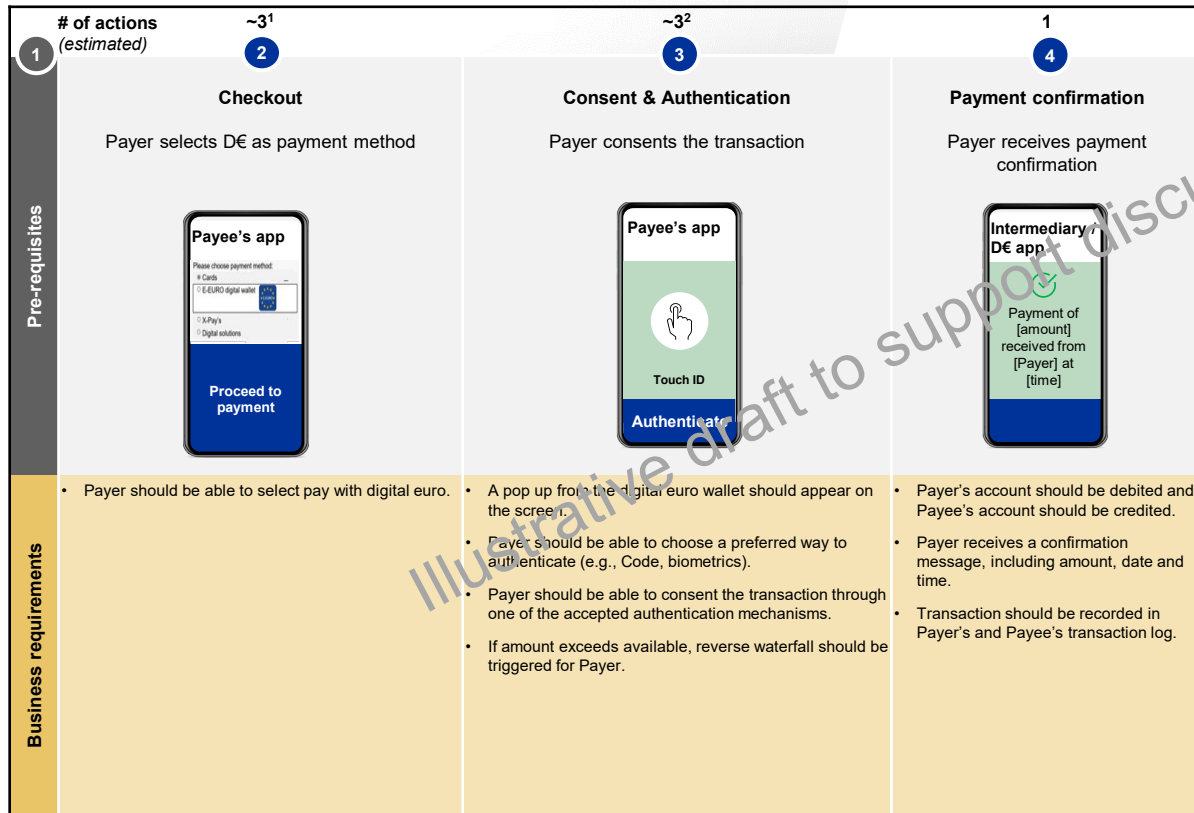 # of actions
(estimated)
~3¹
~3²
1
1
2
3
4
Pre-requisites
Checkout
Payer selects D€ as payment method
Payee's app
Please choose payment method:
Cards
E-EURO digital wallet
X-Pay's
Digital solutions
Proceed to
payment
Consent & Authentication
Payer consents the transaction
Payee's app
Touch ID
Authenticate
Payment confirmation
Payer receives payment
confirmation
Intermediary /
D€ app
Payment of
[amount]
received from
[Payer] at
[time]
Business requirements
• Payer should be able to select pay with digital euro.
• A pop up from the digital euro wallet should appear on
the screen.
• Payer should be able to choose a preferred way to
authenticate (e.g., Code, biometrics).
• Payer should be able to consent the transaction through
one of the accepted authentication mechanisms.
• If amount exceeds available, reverse waterfall should be
triggered for Payer.
• Payer's account should be debited and
Payee's account should be credited.
• Payer receives a confirmation
message, including amount, date and
time.
• Transaction should be recorded in
Payer's and Payee's transaction log.
Illustrative draft to support discu